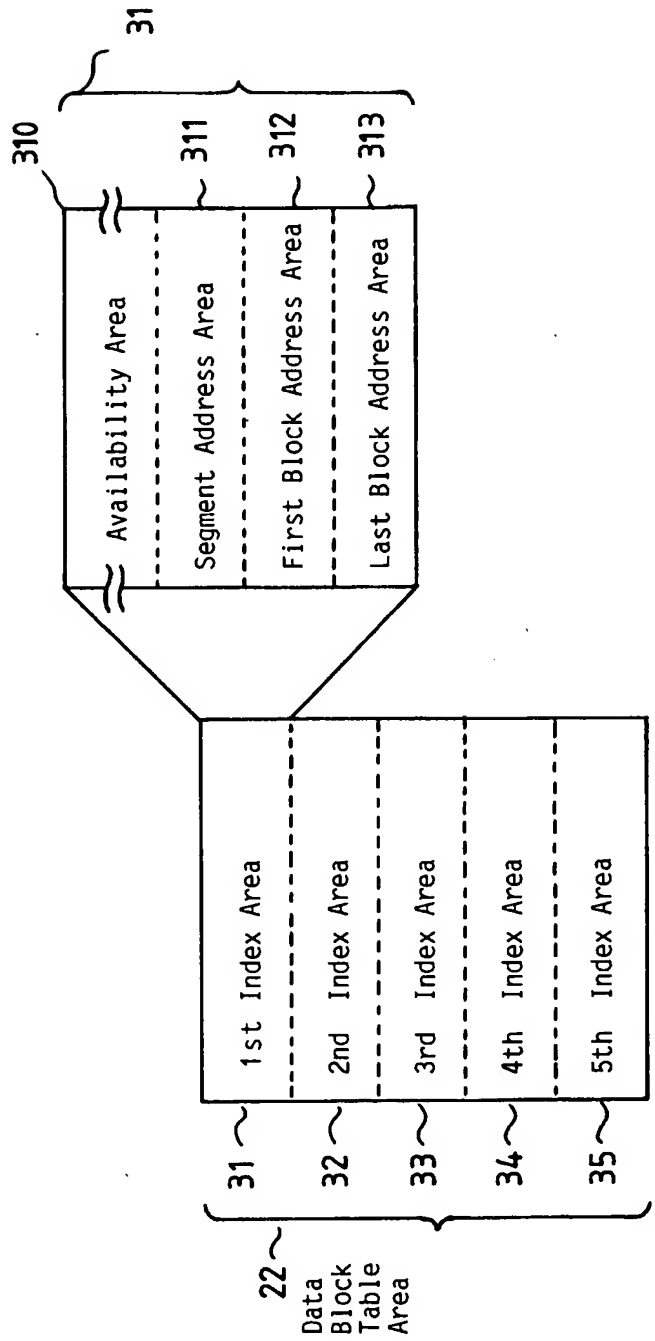 22
Data
Block
Table
Area
31
1st Index Area
32
2nd Index Area
33
3rd Index Area
34
4th Index Area
35
5th Index Area
310
Availability Area
31
Segment Address Area
311
First Block Address Area
312
Last Block Address Area
313